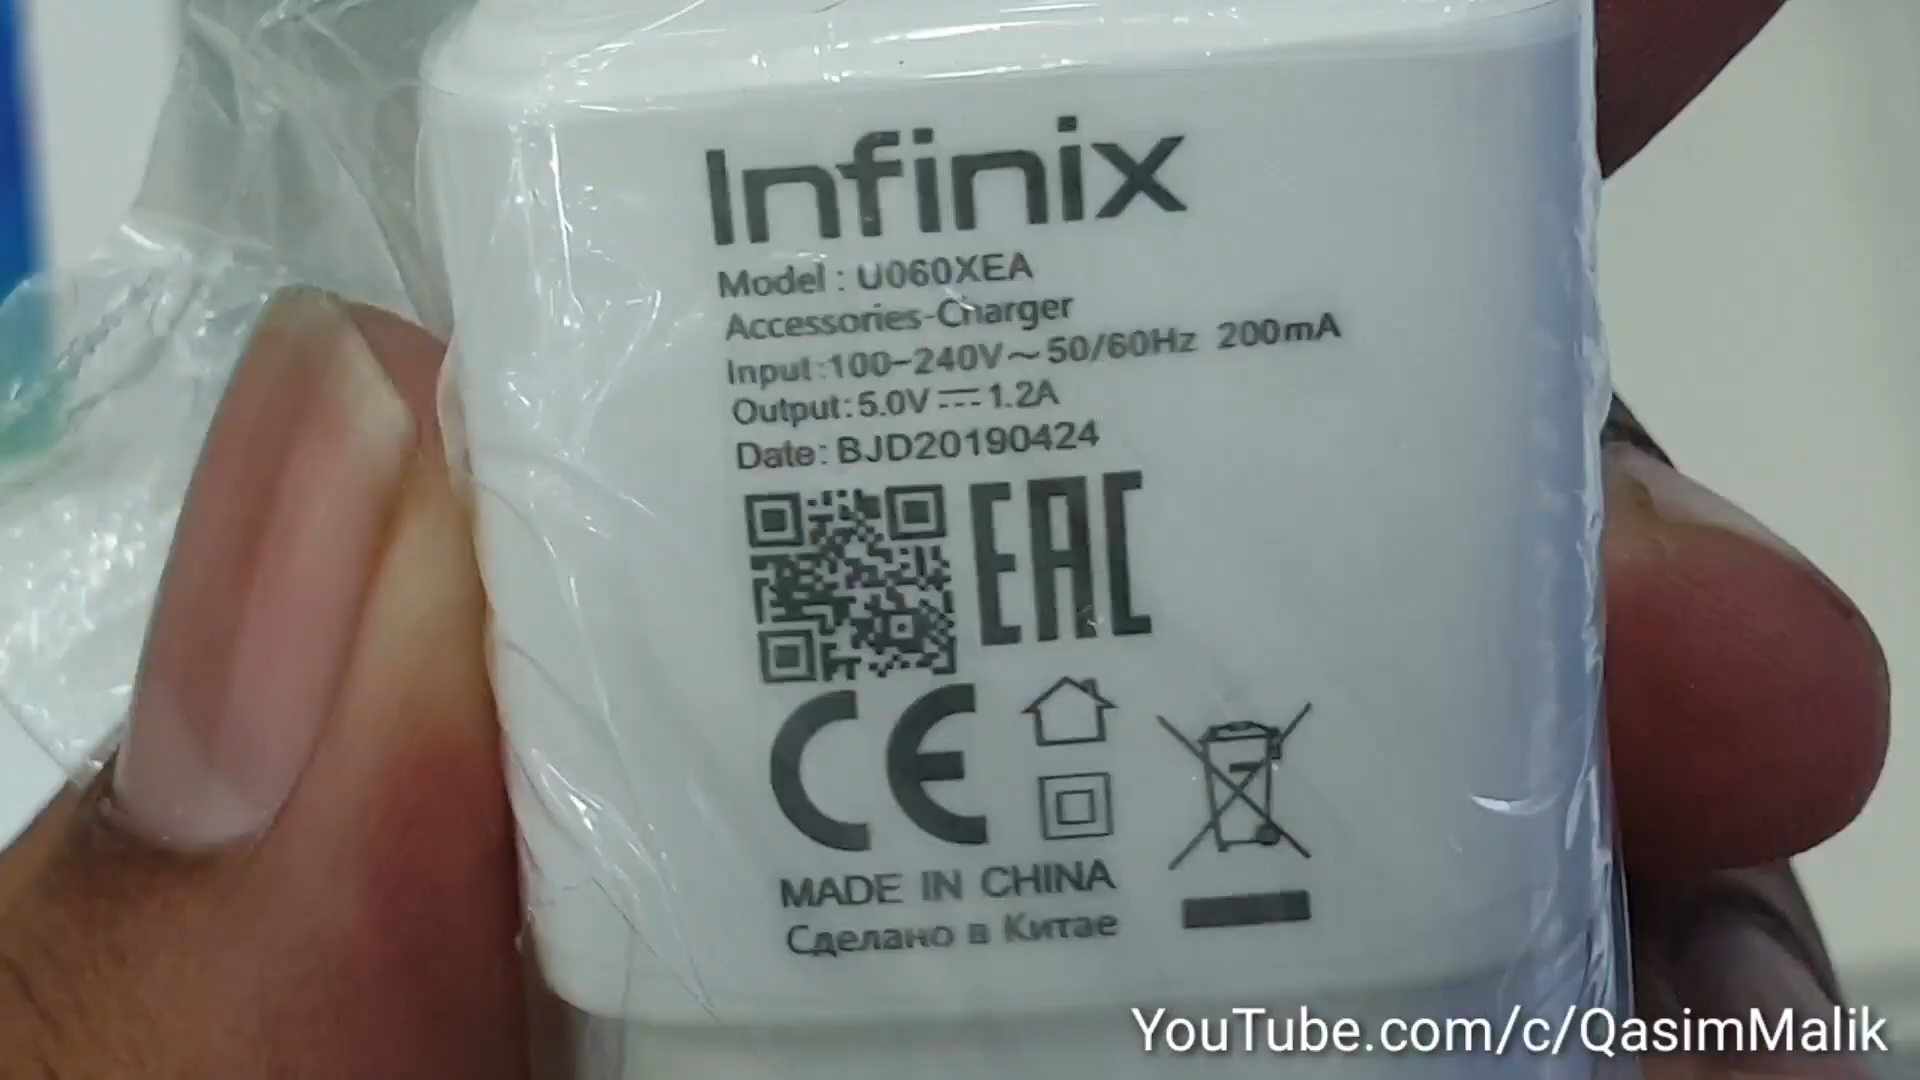 Infinix
Model : U060XEA
Accessories-Charger
Input:100-240V~50/60Hz 200mA
Output:5.0V⎓1.2A
Date:BJD20190424
EAC
CE
MADE IN CHINA
Сделано в Китае
YouTube.com/c/QasimMalik